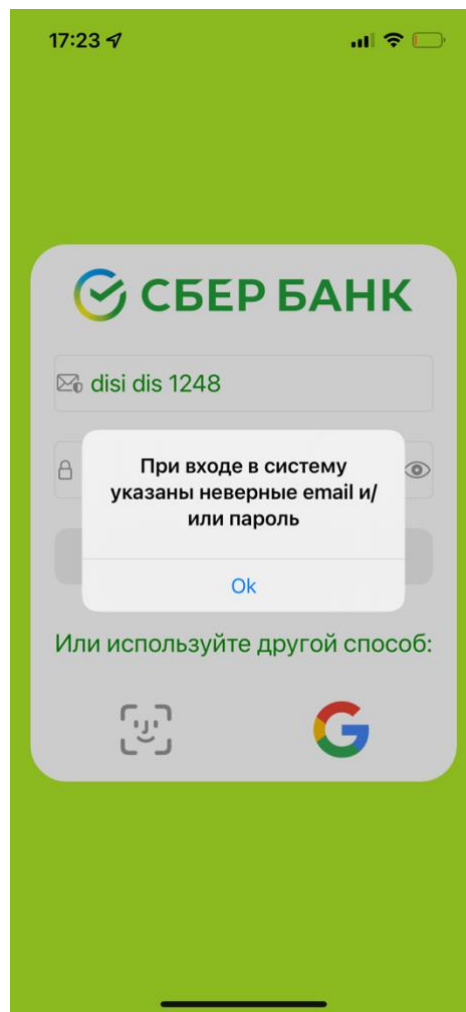 17:23
СБЕР БАНК
disi dis 1248
При входе в систему
указаны неверные email и/
или пароль
Ok
Или используйте другой способ: